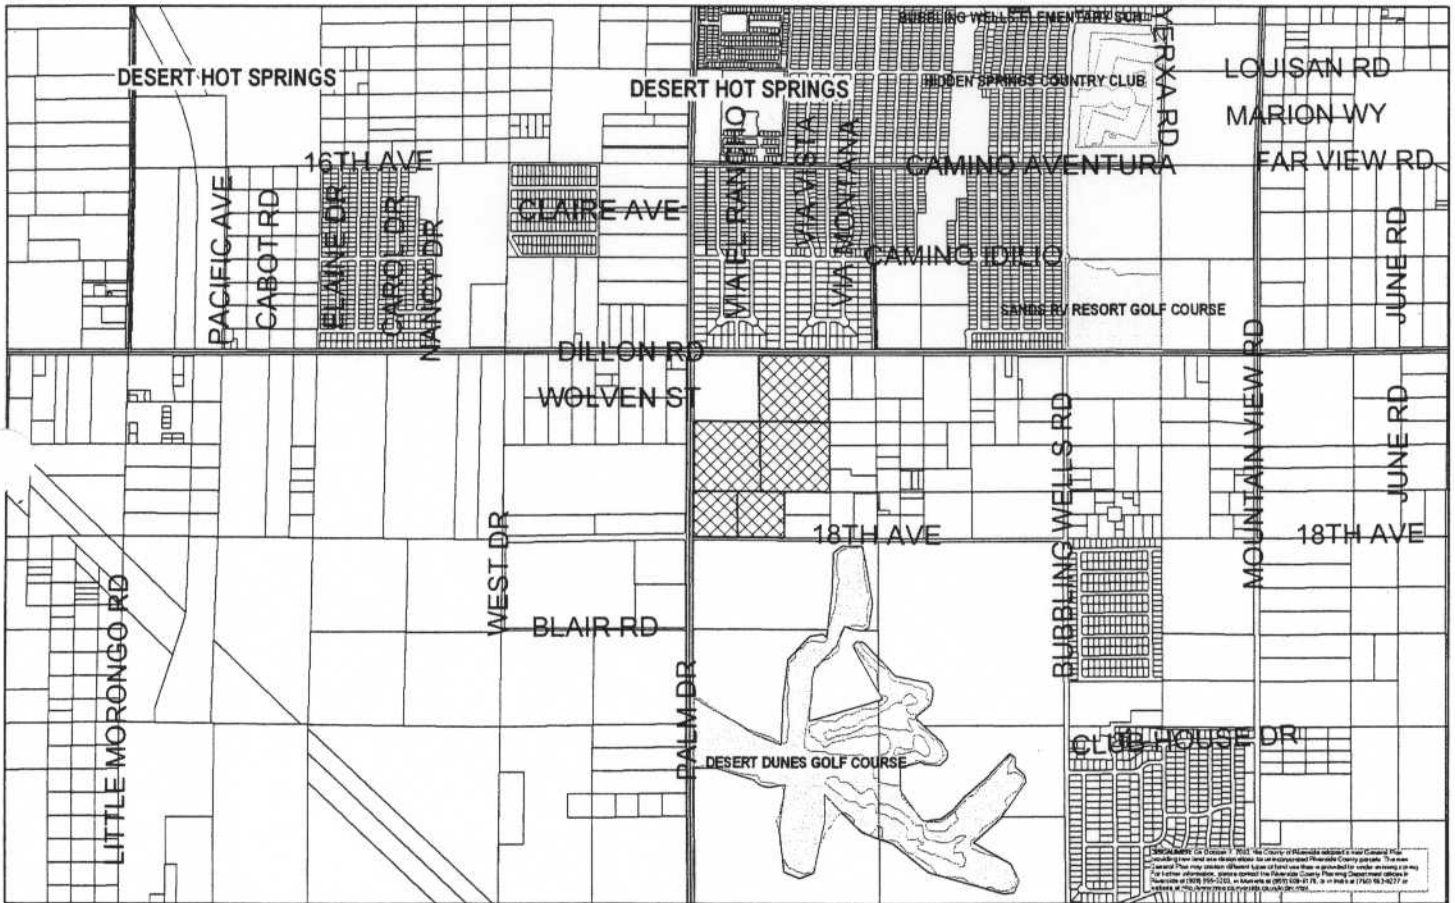 BUBBLING WELLS ELEMENTARY SCH
YERXA RD
LOUISAN RD
DESERT HOT SPRINGS
DESERT HOT SPRINGS
HIDDEN SPRINGS COUNTRY CLUB
MARION WY
16TH AVE
CAMINO AVENTURA
FAR VIEW RD
PACIFIC AVE
CABOT RD
ELAINE DR
CAROL DR
NANCY DR
CLAIRE AVE
VIA EL RANCHO
VIA VISTA
VIA MONTANA
CAMINO IDILIO
JUNE RD
SANDS RV RESORT GOLF COURSE
DILLON RD
WOLVEN ST
BUBBLING WELLS RD
MOUNTAIN VIEW RD
JUNE RD
18TH AVE
18TH AVE
WEST DR
LITTLE MORONGO RD
BLAIR RD
PALM DR
DESERT DUNES GOLF COURSE
CLUB HOUSE DR